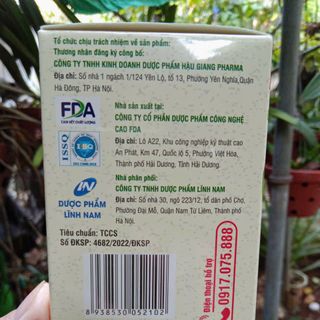 Tổ chức chịu trách nhiệm về sản phẩm:
Thương nhân đăng ký công bố:
CÔNG TY TNHH KINH DOANH DƯỢC PHẨM HẬU GIANG PHARMA
Địa chỉ: Số nhà 1 ngách 1/124 Yên Lộ, tổ 13, Phường Yên Nghĩa,Quận
Hà Đông, TP Hà Nội.
FDA
CAM KẾT CHẤT LƯỢNG
Nhà sản xuất tại:
CÔNG TY CỔ PHẦN DƯỢC PHẨM CÔNG NGHỆ
CAO FDA
Địa chỉ: Lô A22, Khu công nghiệp kỹ thuật cao
An Phát, Km 47, Quốc lộ 5, Phường Việt Hòa,
Thành phố Hải Dương, Tỉnh Hải Dương.
ISSQ
Nhà phân phối:
CÔNG TY TNHH DƯỢC PHẨM LĨNH NAM
Địa chỉ: Số nhà 30, ngõ 223/12, tổ dân phố Chợ,
Phường Đại Mỗ, Quận Nam Từ Liêm, Thành phố
Hà Nội.
LN
DƯỢC PHẨM
LĨNH NAM
Tiêu chuẩn: TCCS
Số ĐKSP: 4682/2022/ĐKSP
8 938530 052102
Điện thoại hỗ trợ
0917.075.888